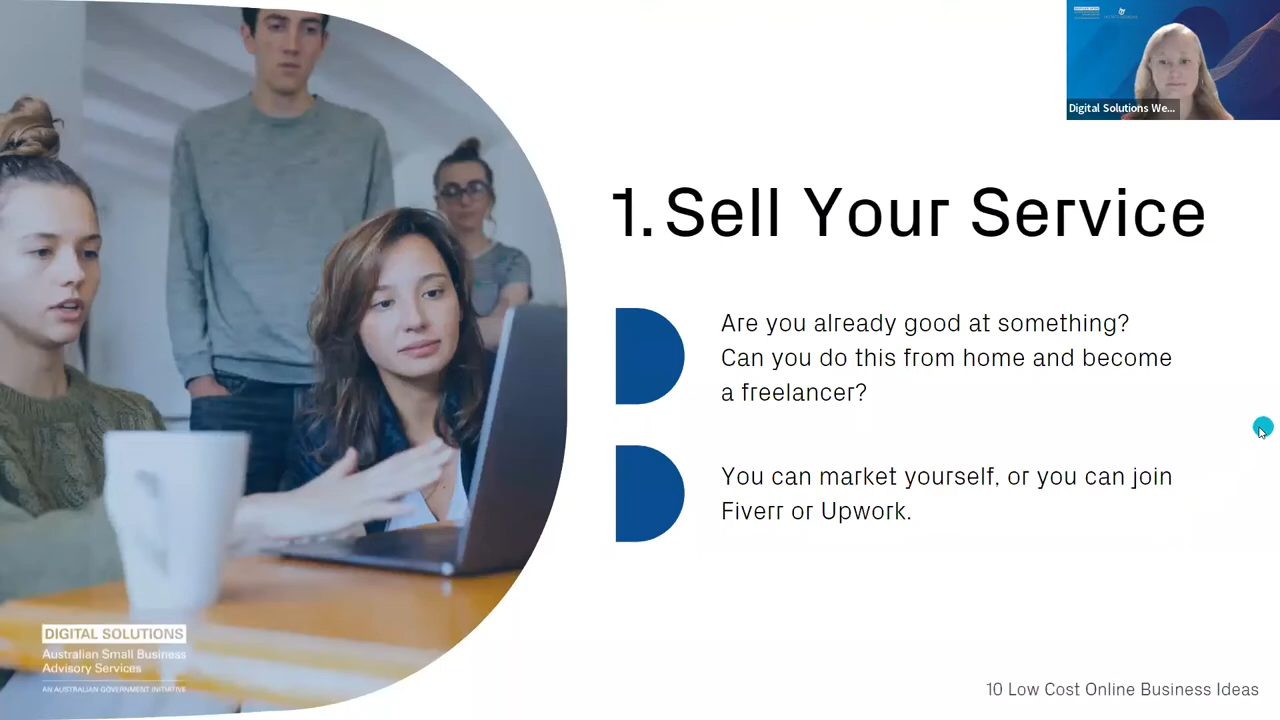 Digital Solutions We...
1. Sell Your Service
Are you already good at something?
Can you do this from home and become
a freelancer?
You can market yourself, or you can join
Fiverr or Upwork.
DIGITAL SOLUTIONS
Australian Small Business
Advisory Services
AN AUSTRALIAN GOVERNMENT INITIATIVE
10 Low Cost Online Business Ideas